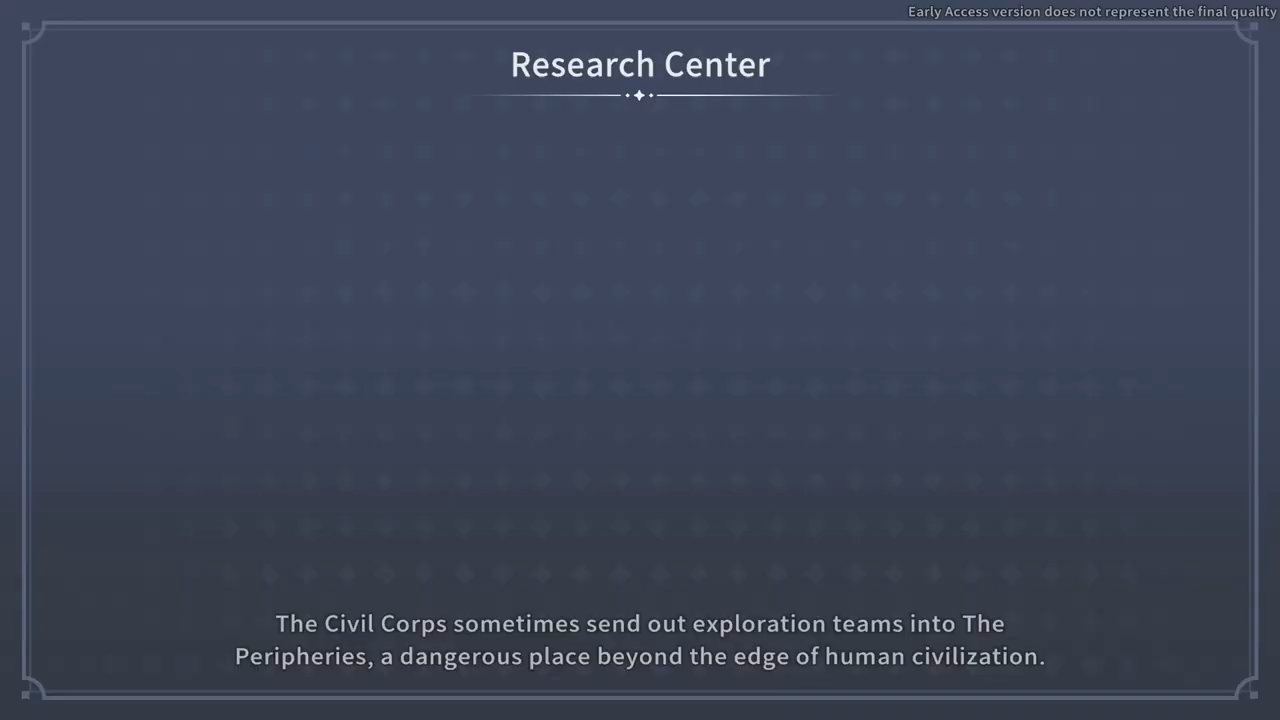 Early Access version does not represent the final quality
Research Center
The Civil Corps sometimes send out exploration teams into The
Peripheries, a dangerous place beyond the edge of human civilization.